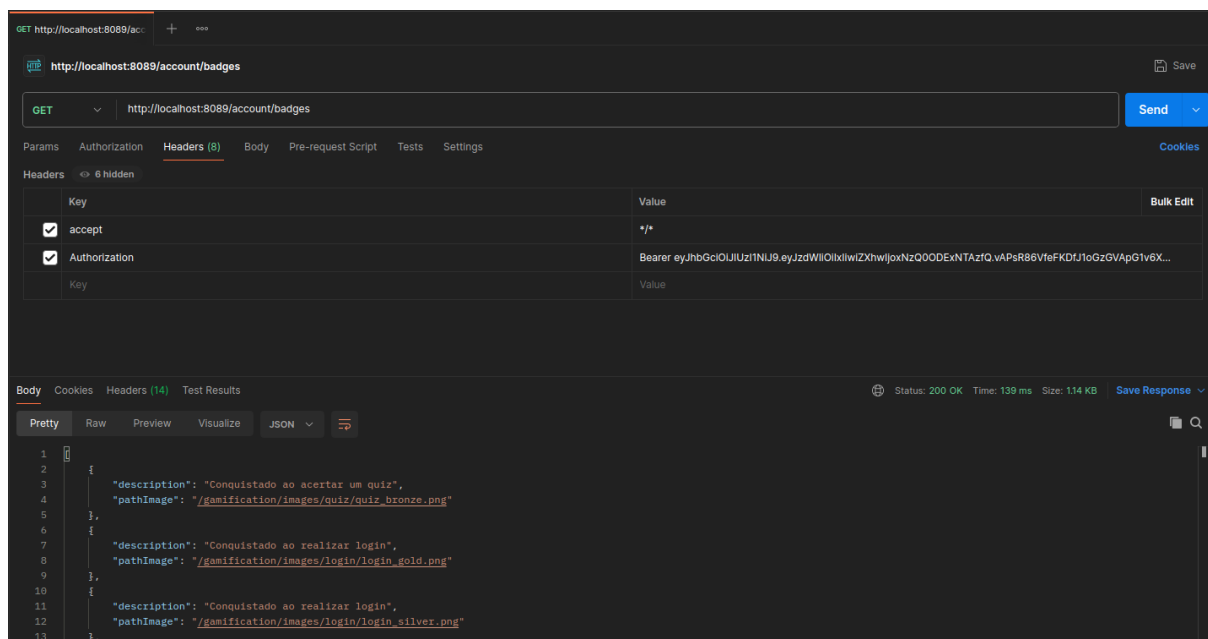 GET http://localhost:8089/acc
HTTP http://localhost:8089/account/badges
Save
GET http://localhost:8089/account/badges
Send
Params Authorization Headers (8) Body Pre-request Script Tests Settings
Cookies
Headers 6 hidden
Key Value Bulk Edit
accept */*
Authorization Bearer
Key Value
Body Cookies Headers (14) Test Results
Status: 200 OK Time: 139 ms Size: 1.14 KB Save Response
Pretty Raw Preview Visualize JSON
1 [
2 {
3 "description": "Conquistado ao acertar um quiz",
4 "pathImage": "/gamification/images/quiz/quiz_bronze.png"
5 },
6 {
7 "description": "Conquistado ao realizar login",
8 "pathImage": "/gamification/images/login/login_gold.png"
9 },
10 {
11 "description": "Conquistado ao realizar login",
12 "pathImage": "/gamification/images/login/login_silver.png"
13 }